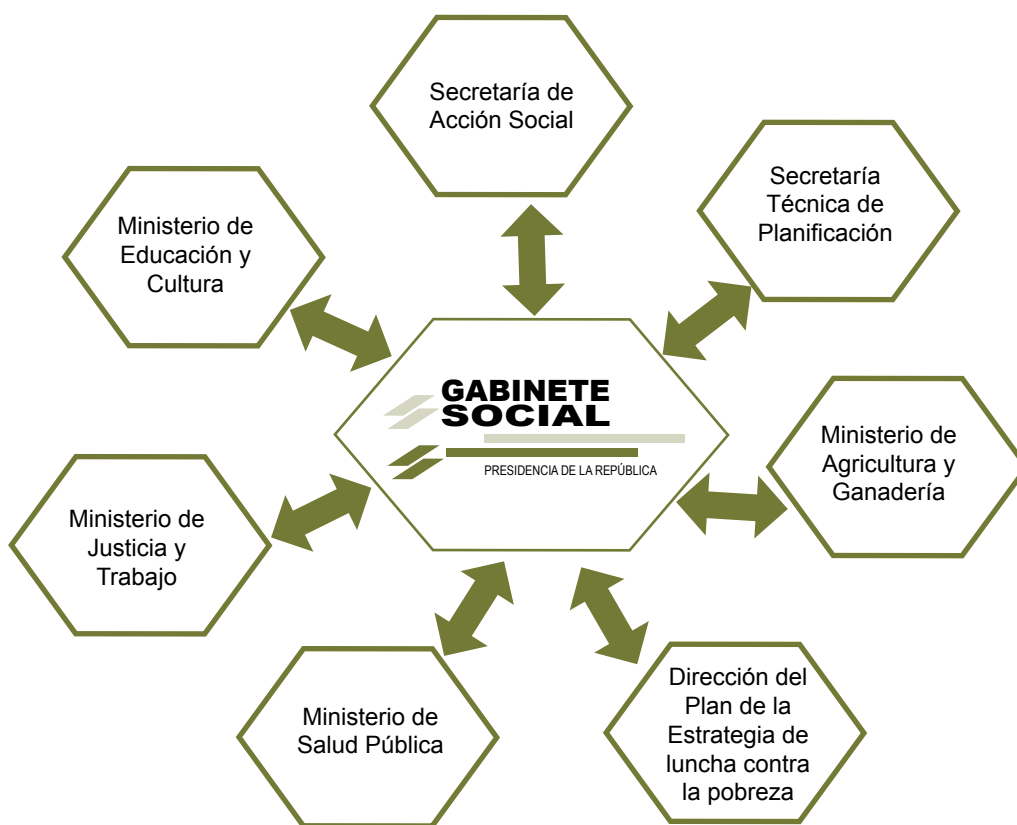 Secretaría de
Acción Social
Secretaría
Técnica de
Planificación
Ministerio de
Educación y
Cultura
GABINETE
SOCIAL
PRESIDENCIA DE LA REPÚBLICA
Ministerio de
Agricultura y
Ganadería
Ministerio de
Justicia y
Trabajo
Ministerio de
Salud Pública
Dirección del
Plan de la
Estrategia de
luncha contra
la pobreza